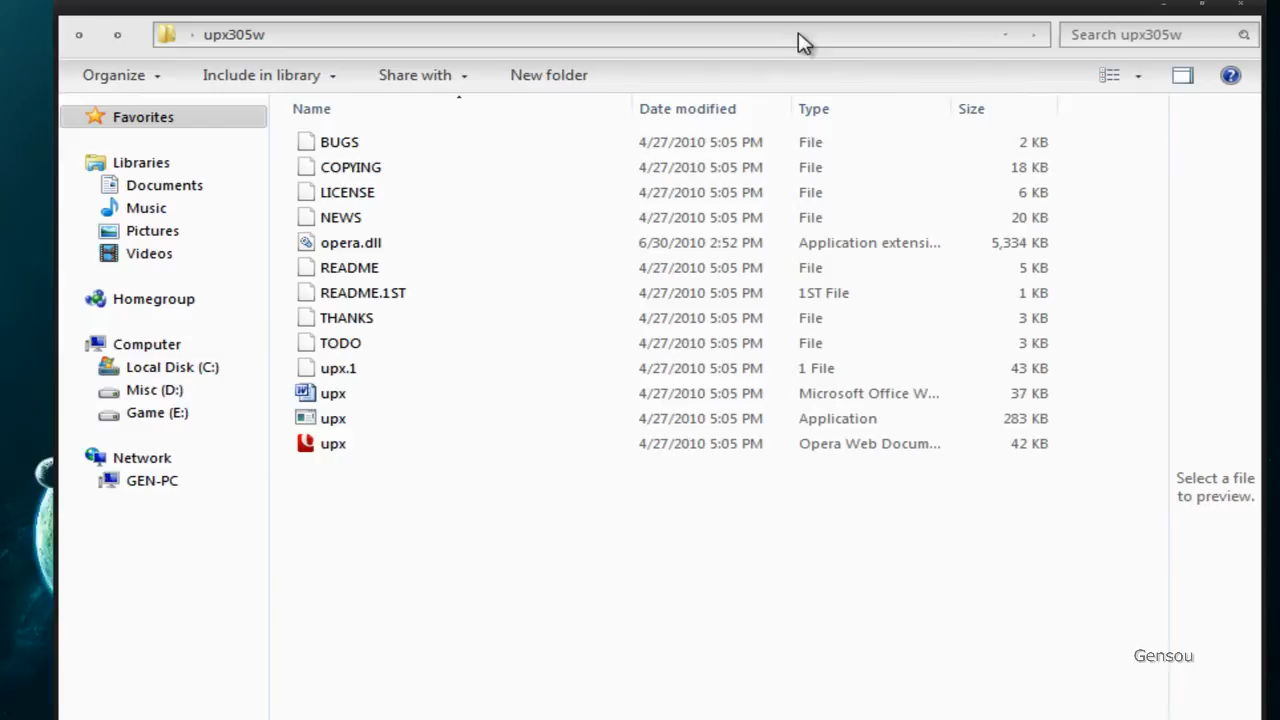 upx305w
Search upx305w
Organize Include in library Share with New folder
Name Date modified Type Size
Favorites
Libraries
Documents
Music
Pictures
Videos
Homegroup
Computer
Local Disk (C:)
Misc (D:)
Game (E:)
Network
GEN-PC
BUGS 4/27/2010 5:05 PM File 2 KB
COPYING 4/27/2010 5:05 PM File 18 KB
LICENSE 4/27/2010 5:05 PM File 6 KB
NEWS 4/27/2010 5:05 PM File 20 KB
opera.dll 6/30/2010 2:52 PM Application extensi... 5,334 KB
README 4/27/2010 5:05 PM File 5 KB
README.1ST 4/27/2010 5:05 PM 1ST File 1 KB
THANKS 4/27/2010 5:05 PM File 3 KB
TODO 4/27/2010 5:05 PM File 3 KB
upx.1 4/27/2010 5:05 PM 1 File 43 KB
upx 4/27/2010 5:05 PM Microsoft Office W... 37 KB
upx 4/27/2010 5:05 PM Application 283 KB
upx 4/27/2010 5:05 PM Opera Web Docum... 42 KB
Select a file
to preview.
Gensou